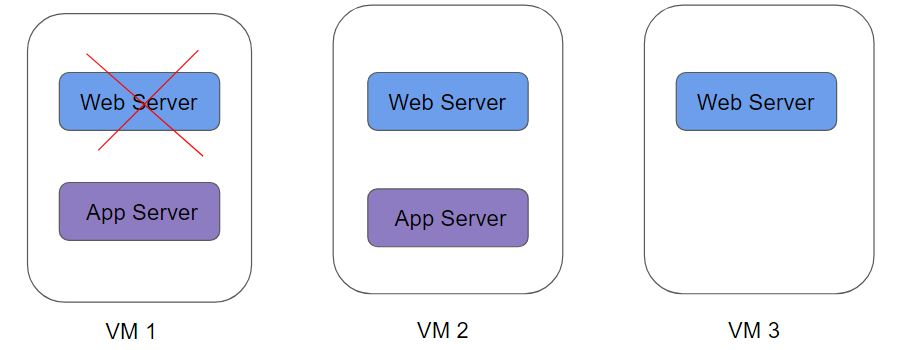 Web Server
Web Server
Web Server
App Server
App Server
VM 1
VM 2
VM 3